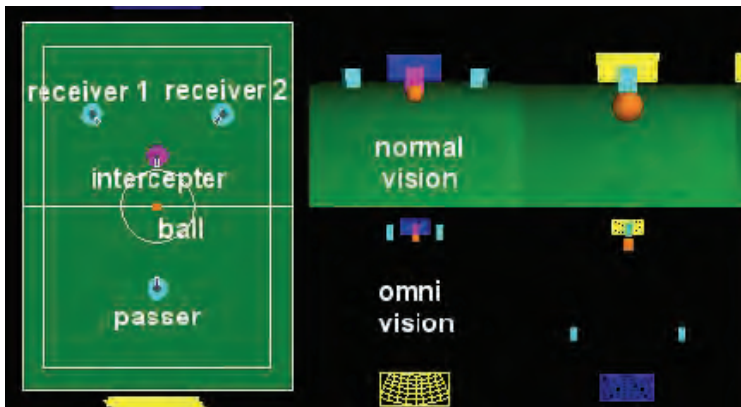 receiver 1 receiver 2
intercepter
ball
passer
normal
vision
omni
vision